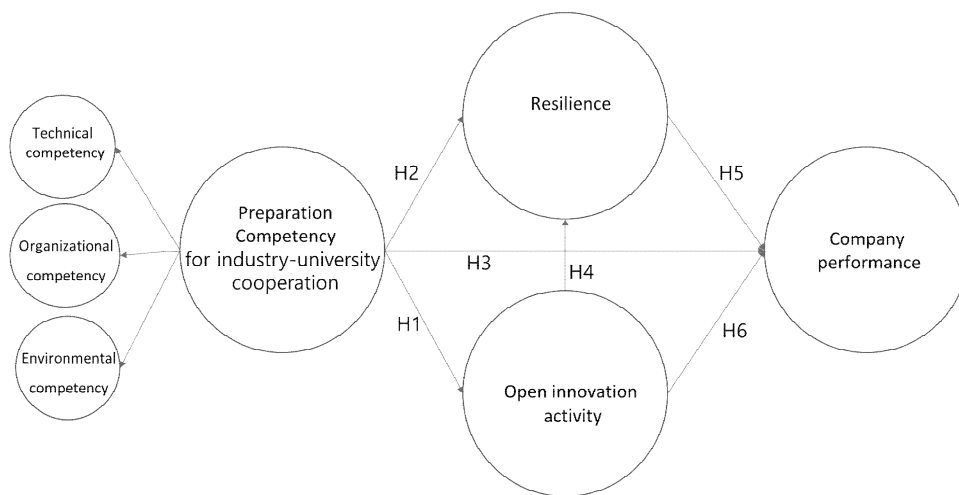 Technical
competency
Organizational
competency
Environmental
competency
Preparation
Competency
for industry-university
cooperation
H2
H3
H1
Resilience
H4
Open innovation
activity
H5
H6
Company
performance